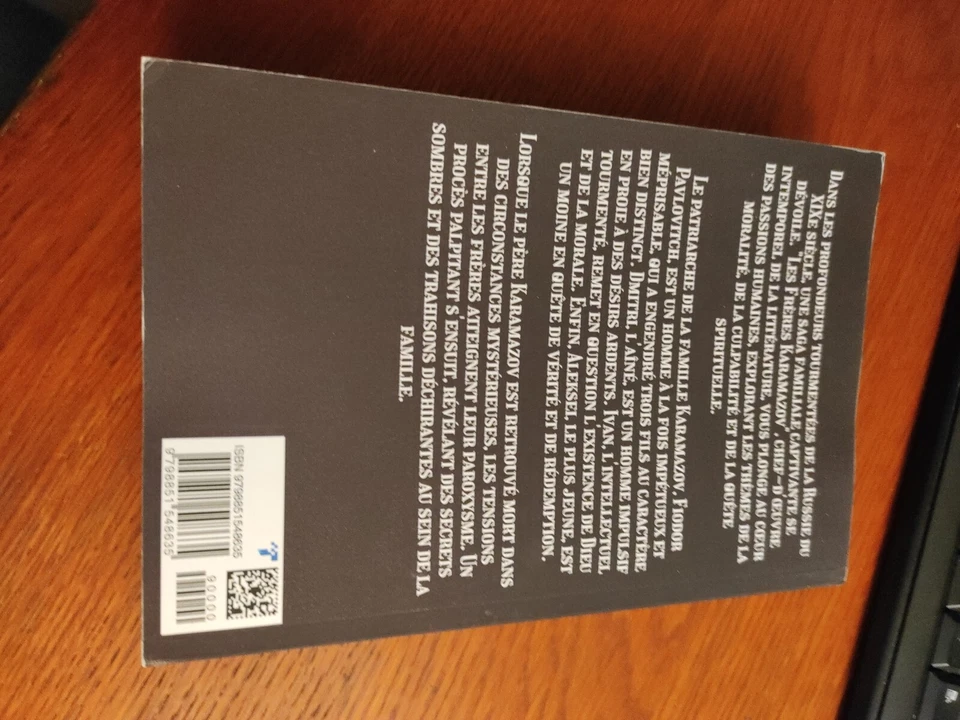 Dans les profondeurs tourmentées de la Russie du
XIXe siècle, une saga familiale captivante se
dévoile. "Les Frères Karamazov", chef-d'œuvre
intemporel de la littérature, vous plonge au cœur
des passions humaines, explorant les thèmes de la
moralité, de la culpabilité et de la quête
spirituelle.
Le patriarche de la famille Karamazov, Fiodor
Pavlovitch, est un homme à la fois impétueux et
méprisable, qui a engendré trois fils au caractère
bien distinct. Dmitri, l'aîné, est un homme impulsif
en proie à des désirs ardents. Ivan, l'intellectuel
tourmenté, remet en question l'existence de Dieu
et de la morale. Enfin, Alekseï, le plus jeune, est
un moine en quête de vérité et de rédemption.
Lorsque le père Karamazov est retrouvé mort dans
des circonstances mystérieuses, les tensions
entre les frères atteignent leur paroxysme. Un
procès palpitant s'ensuit, révélant des secrets
sombres et des trahisons déchirantes au sein de la
famille.
ISBN 9798851548635
9 798851 548635
90000